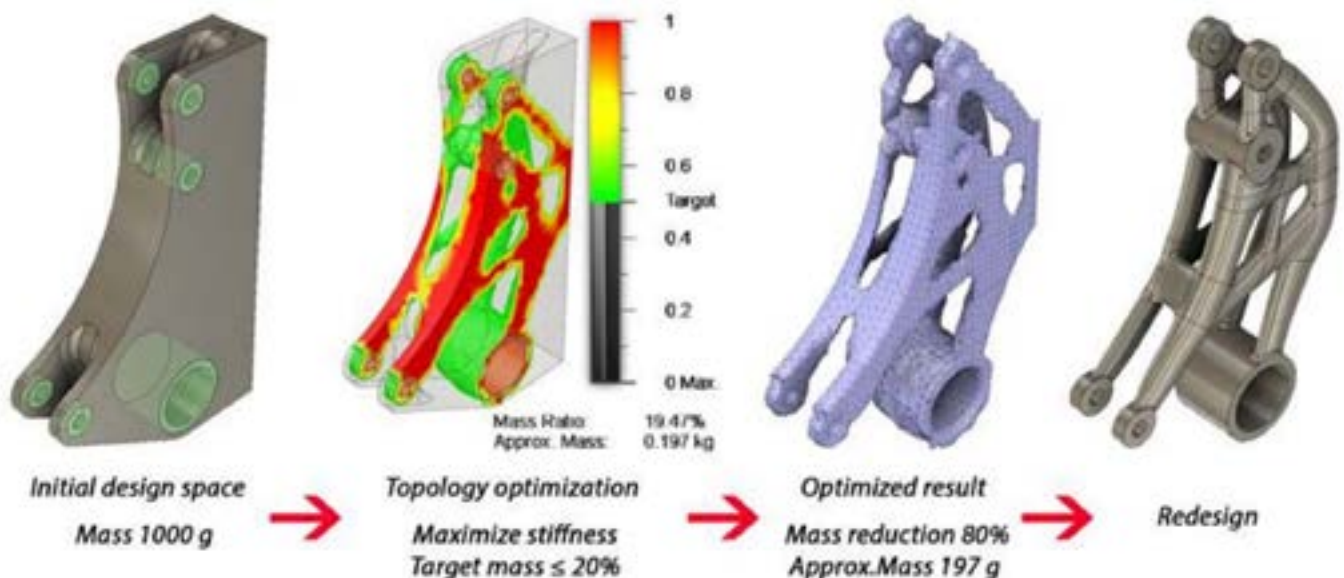 1
0.8
0.6
Target
0.4
0.2
0 Max.
Mass Ratio: 19.47%
Approx. Mass: 0.197 kg
Initial design space
Mass 1000 g
Topology optimization
Maximize stiffness
Target mass ≤ 20%
Optimized result
Mass reduction 80%
Approx.Mass 197 g
Redesign